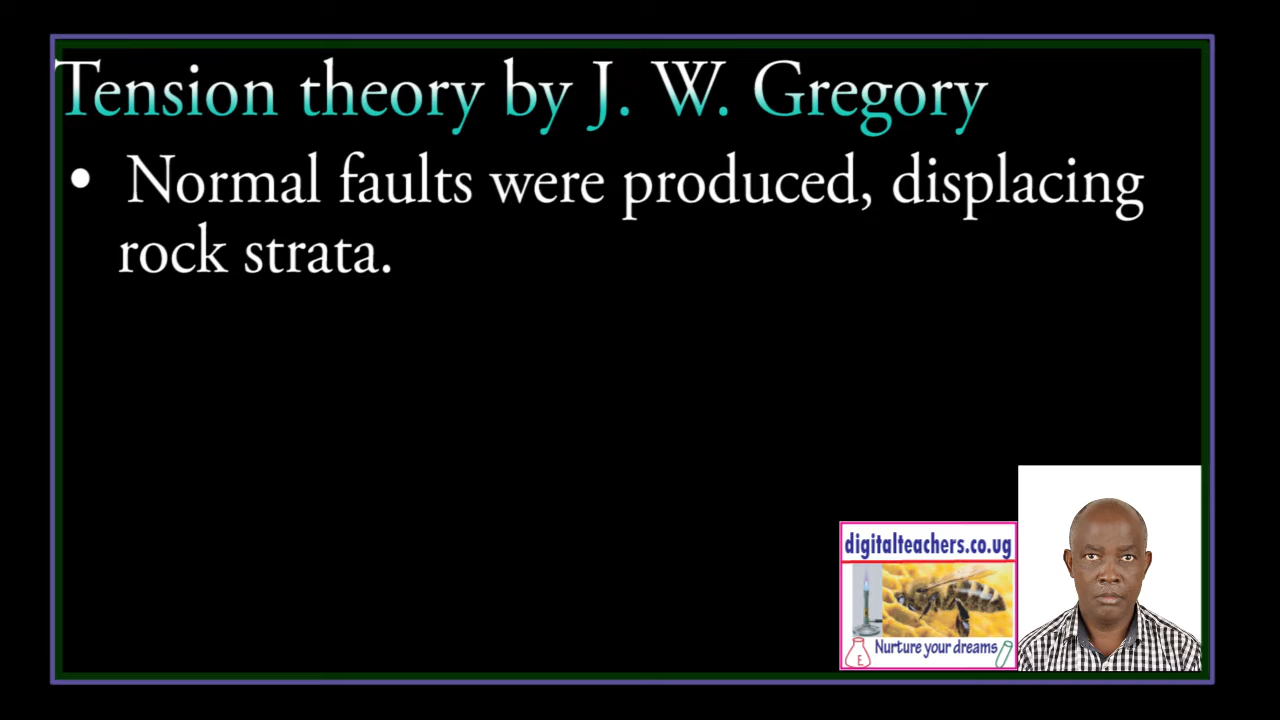 Tension theory by J. W. Gregory
• Normal faults were produced, displacing
rock strata.
digitalteachers.co.ug
Nurture your dreams
E